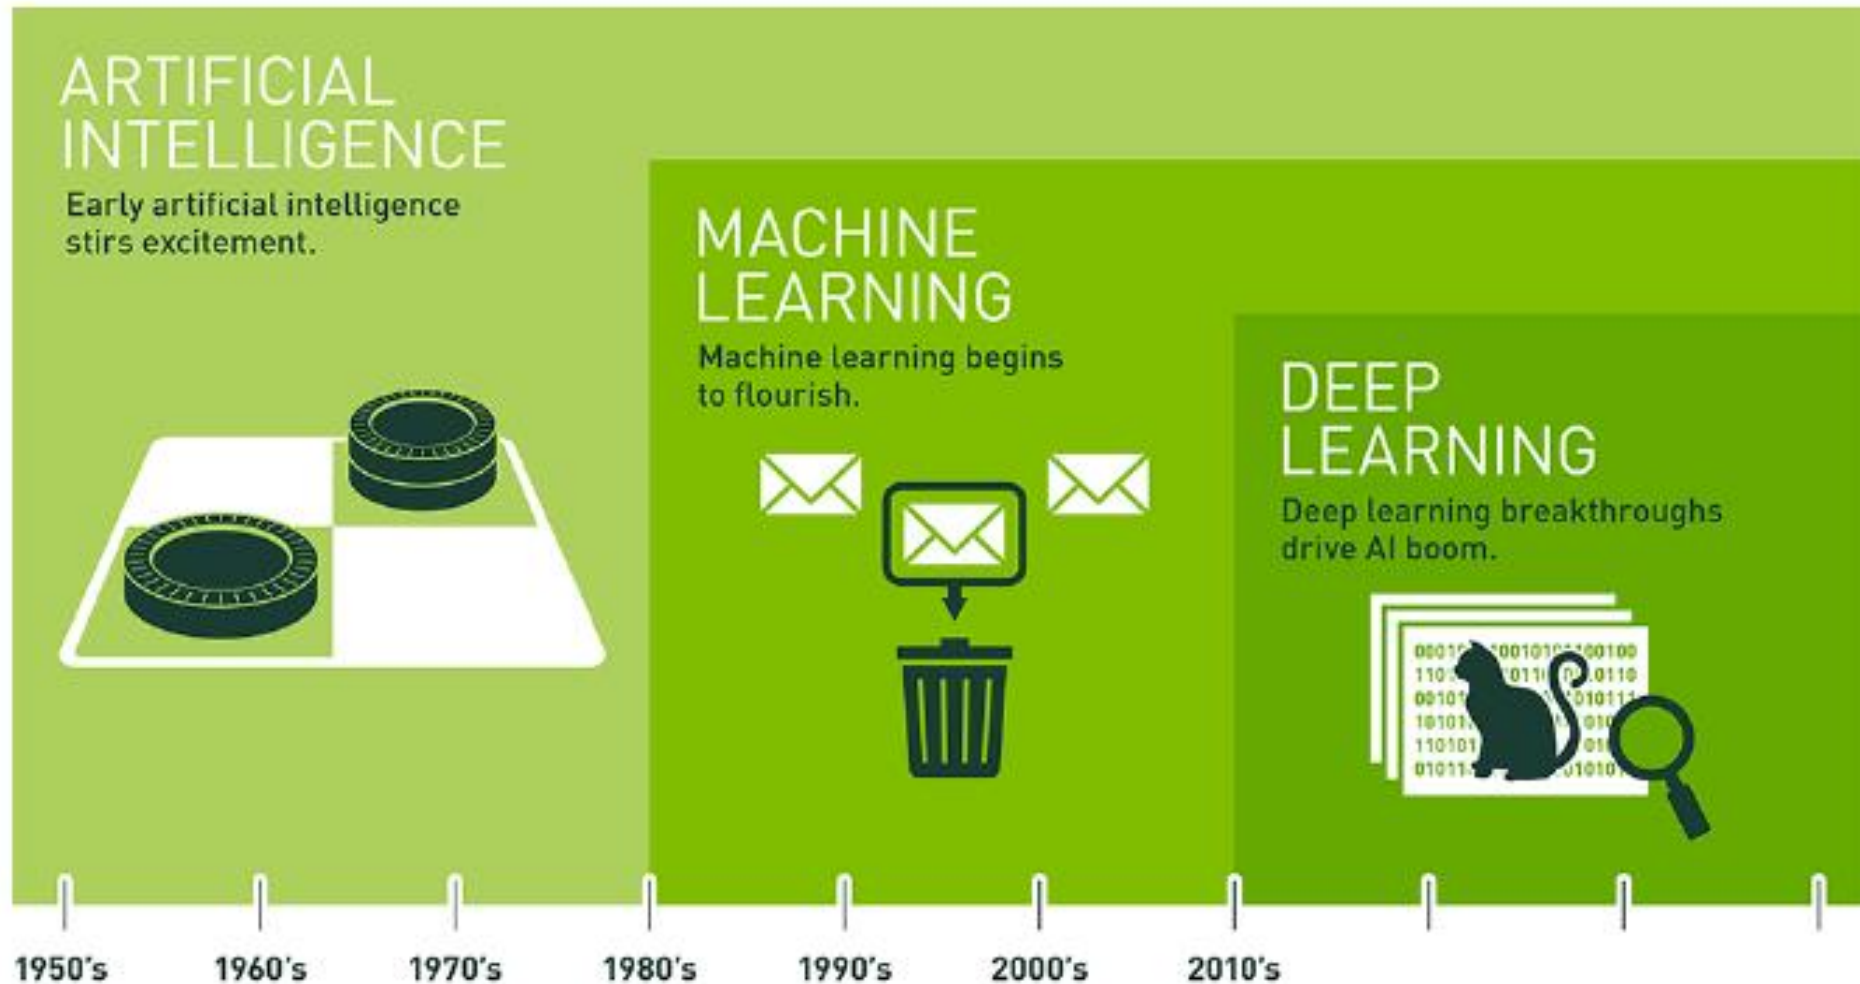 ARTIFICIAL
INTELLIGENCE
Early artificial intelligence
stirs excitement.
MACHINE
LEARNING
Machine learning begins
to flourish.
DEEP
LEARNING
Deep learning breakthroughs
drive AI boom.
1950's 1960's 1970's 1980's 1990's 2000's 2010's